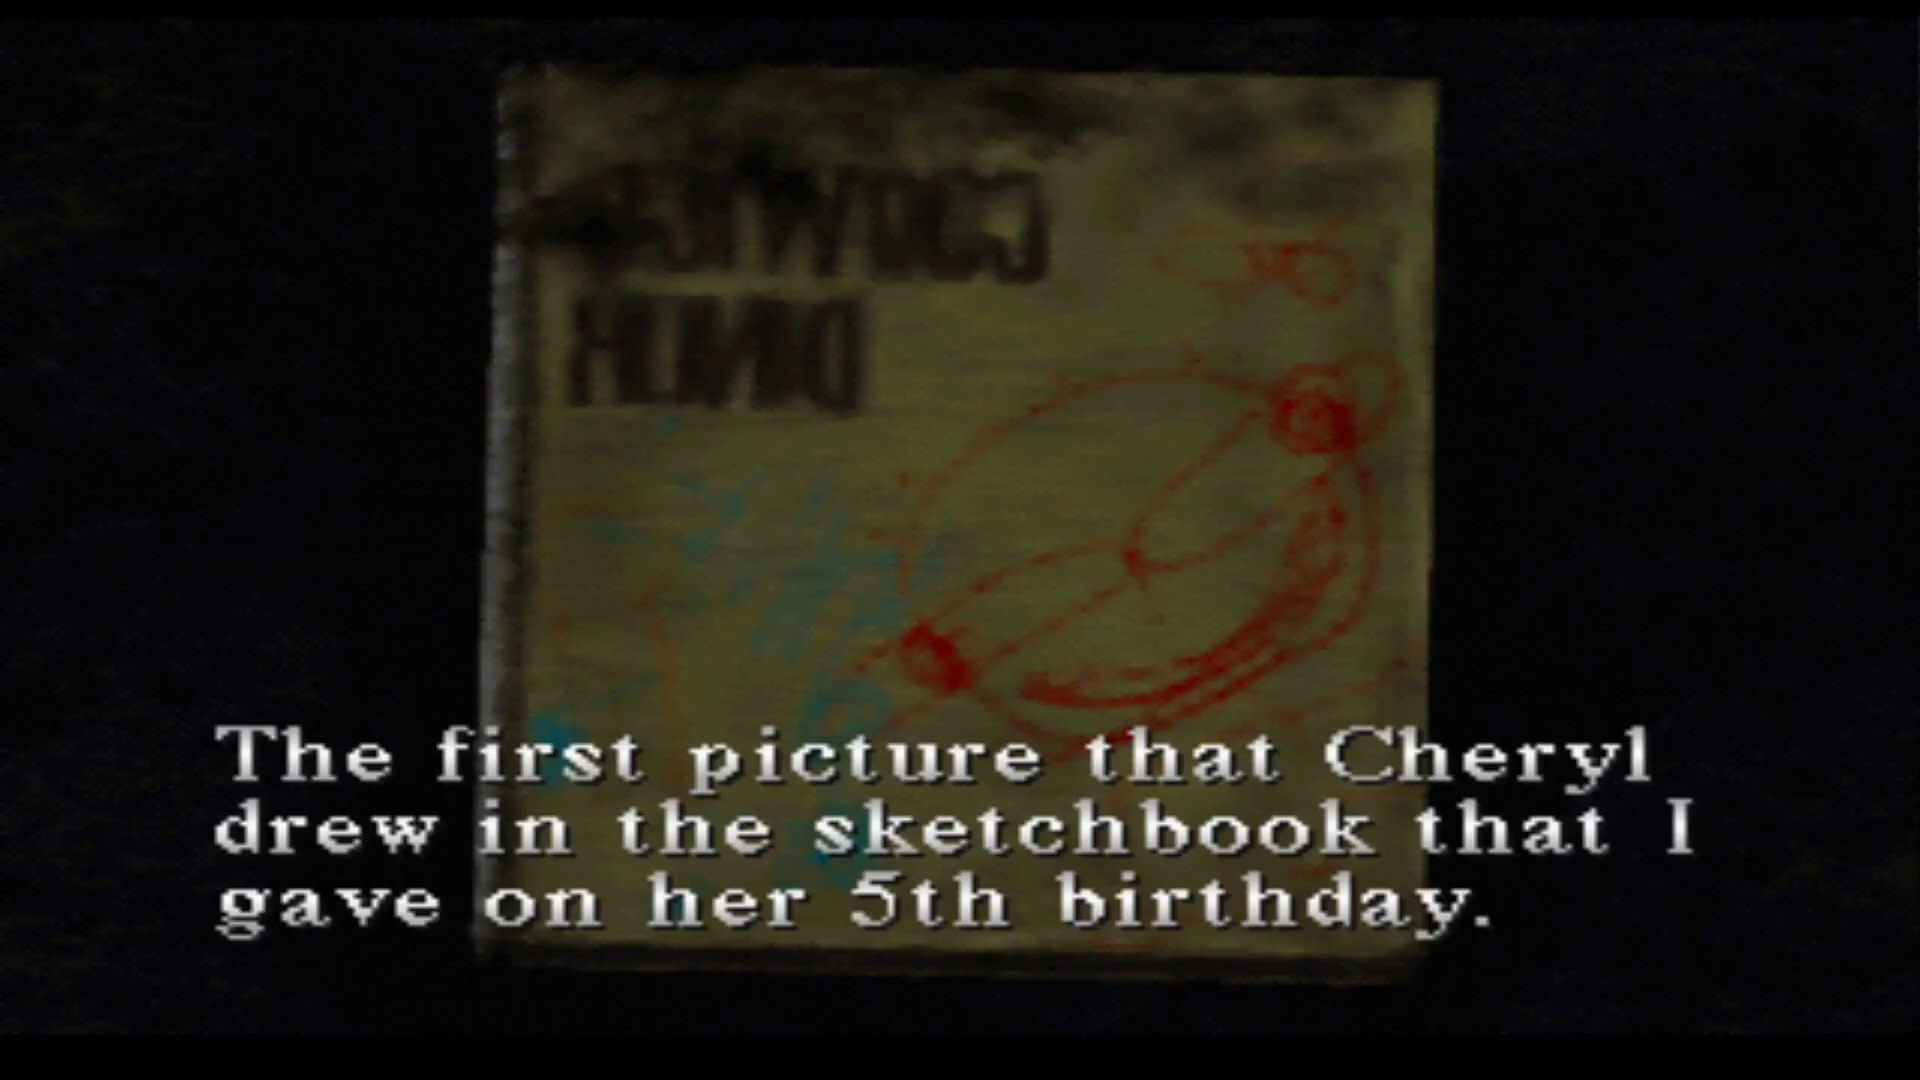 The first picture that Cheryl
drew in the sketchbook that I
gave on her 5th birthday.